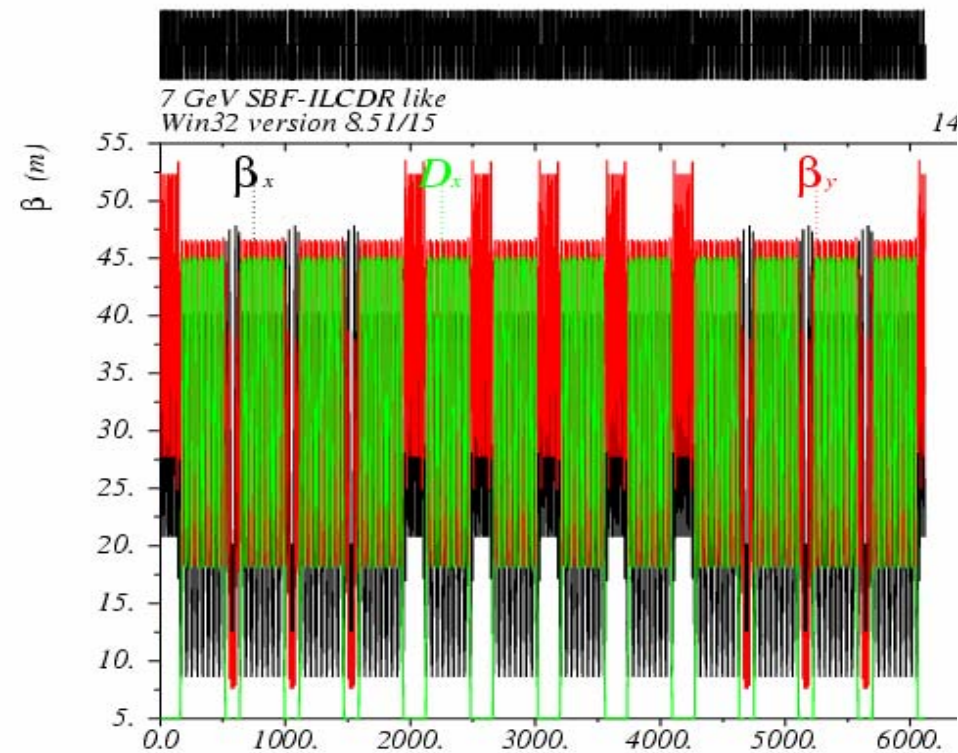 7 GeV SBF-ILCDR like
Win32 version 8.51/15 14
β (m)
βx
Dx
βy
55.
50.
45.
40.
35.
30.
25.
20.
15.
10.
5.
0.0 1000. 2000. 3000. 4000. 5000. 6000.